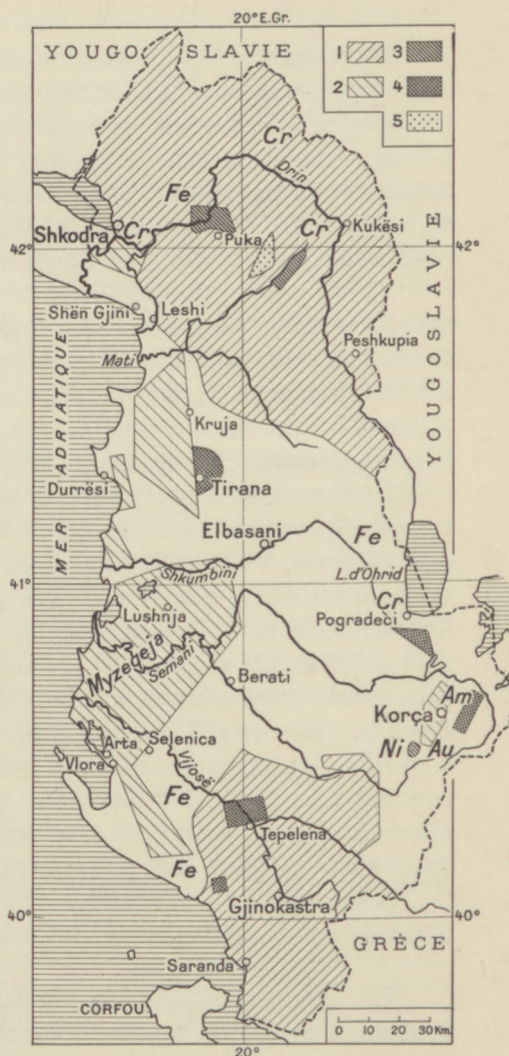 20° E.Gr.
YOUGOSLAVIE
1 3
2 4
5
Cr
Drin
Fe
Cr
Shkodra
Cr
Kukësi
Puka
42°
42°
Shën Gjini
Leshi
YOUGOSLAVIE
Peshkupia
Mati
MER ADRIATIQUE
Kruja
Durrësi
Tirana
Elbasani
Fe
41°
Shkumbini
L. d'Ohrid
Cr
Lushnja
Pogradeci
Myzeqeja
Semani
Berati
Am
Korça
Arta
Selenica
Ni
Au
Vlora
Vijosë
Fe
Tepelena
Fe
Gjinokastra
40°
40°
GRÈCE
Saranda
CORFOU
0 10 20 30 Km.
20°